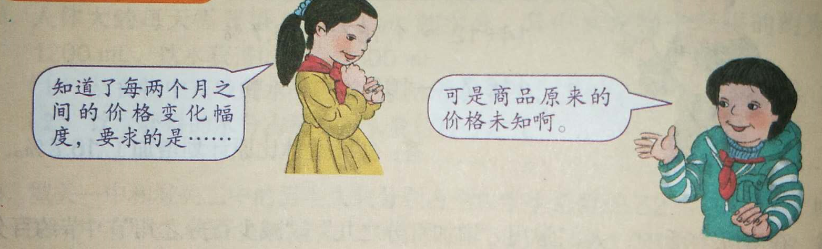 知道了每两个月之
间的价格变化幅
度，要求的是……
可是商品原来的
价格未知啊。